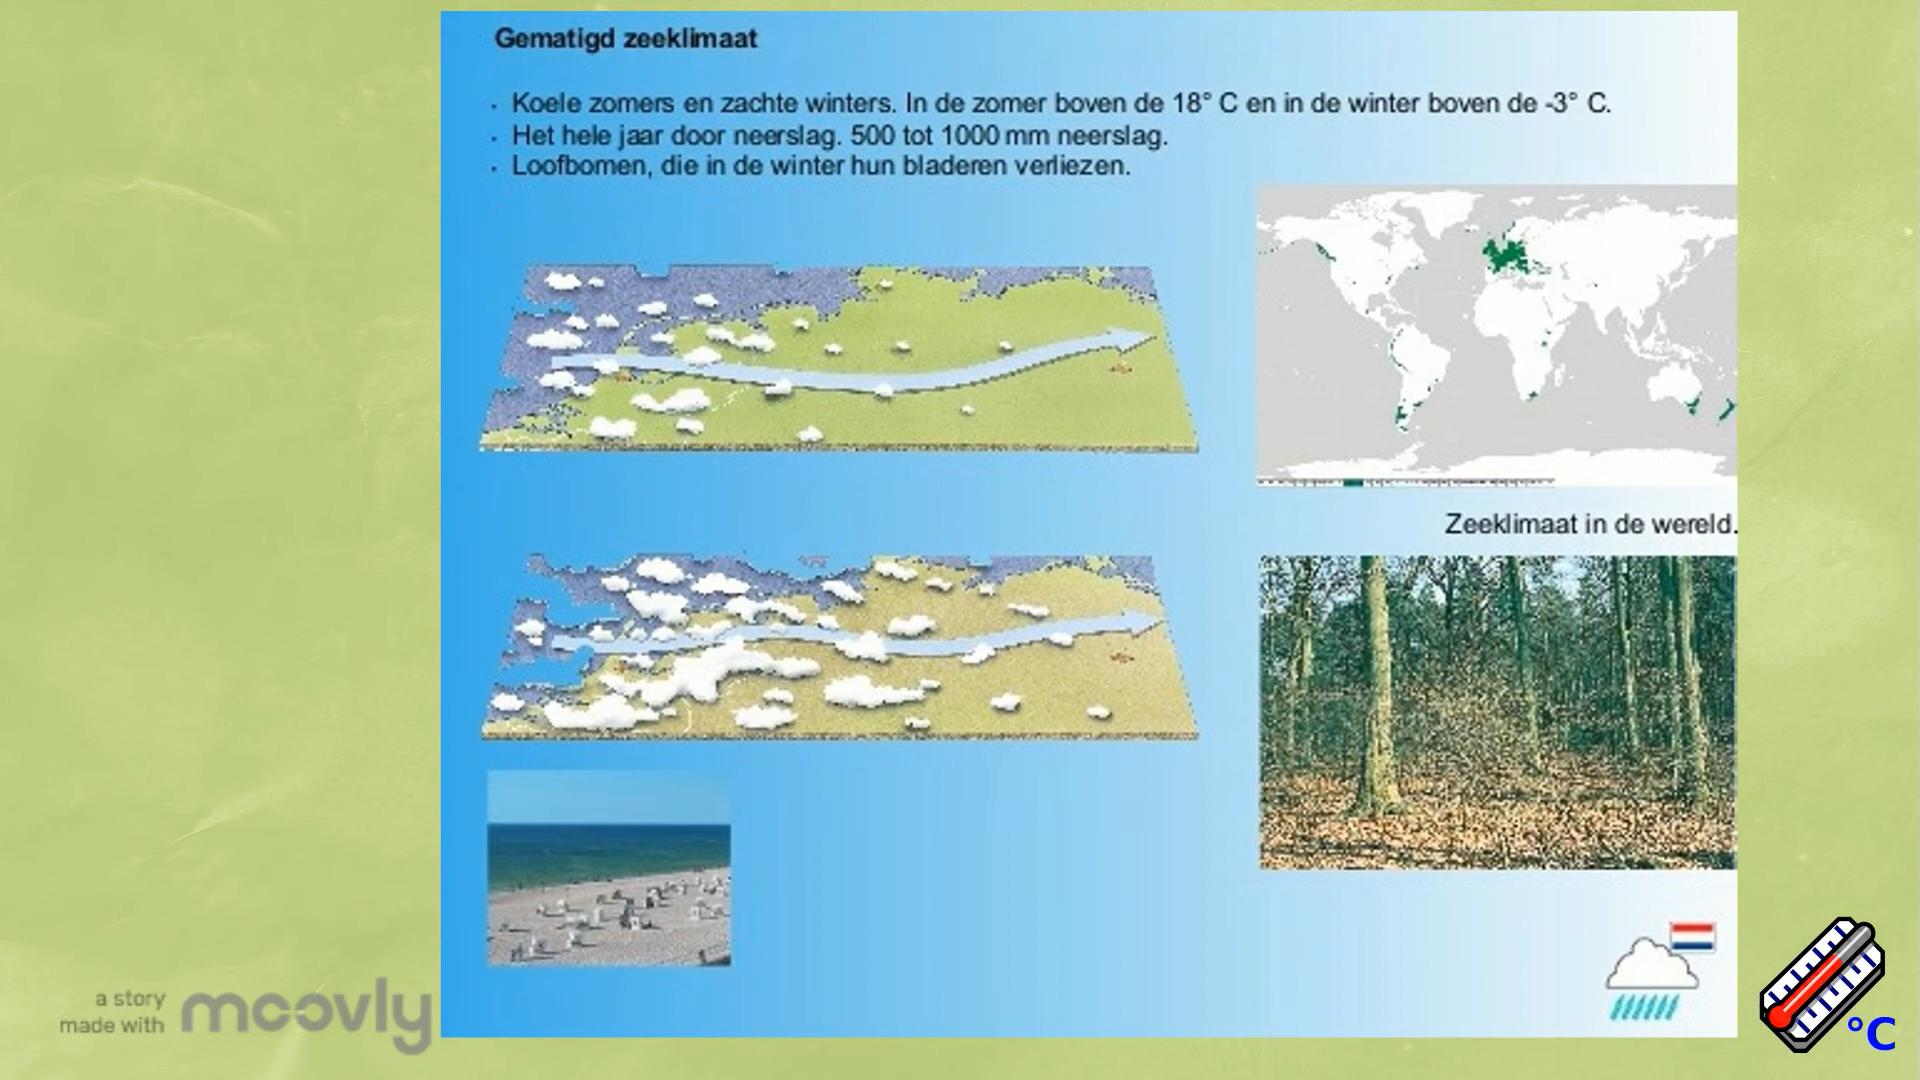 Gematigd zeeklimaat
· Koele zomers en zachte winters. In de zomer boven de 18° C en in de winter boven de -3° C.
· Het hele jaar door neerslag. 500 tot 1000 mm neerslag.
· Loofbomen, die in de winter hun bladeren verliezen.
Zeeklimaat in de wereld.
a story
made with
moovly
°C